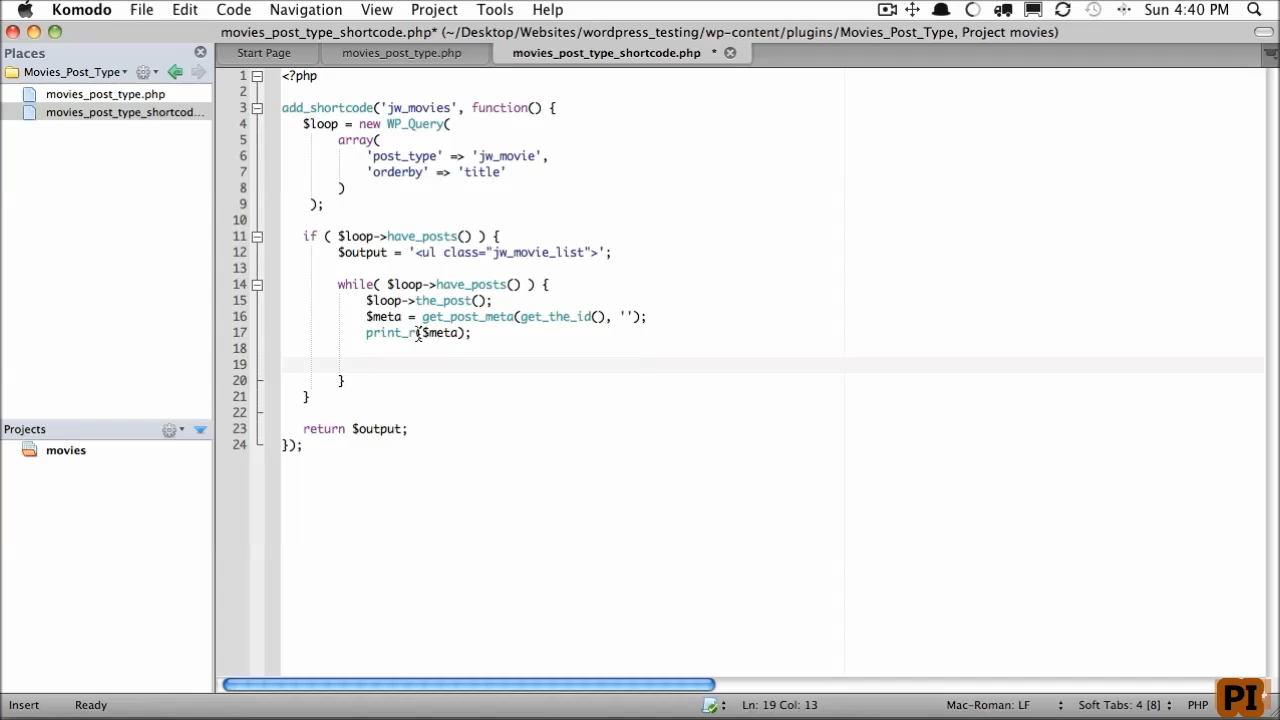 Komodo File Edit Code Navigation View Project Tools Help Sun 4:40 PM
movies_post_type_shortcode.php* (~/Desktop/Websites/wordpress_testing/wp-content/plugins/Movies_Post_Type, Project movies)
Places
Start Page movies_post_type.php movies_post_type_shortcode.php *
Movies_Post_Type
movies_post_type.php
movies_post_type_shortcod...
Projects
movies
1 <?php
2
3 add_shortcode('jw_movies', function() {
4 $loop = new WP_Query(
5 array(
6 'post_type' => 'jw_movie',
7 'orderby' => 'title'
8 )
9 );
10
11 if ( $loop->have_posts() ) {
12 $output = '<ul class="jw_movie_list">';
13
14 while( $loop->have_posts() ) {
15 $loop->the_post();
16 $meta = get_post_meta(get_the_id(), '');
17 print_r($meta);
18
19
20 }
21 }
22
23 return $output;
24 });
Insert Ready Ln: 19 Col: 13 Mac-Roman: LF Soft Tabs: 4 [8] PHP PI